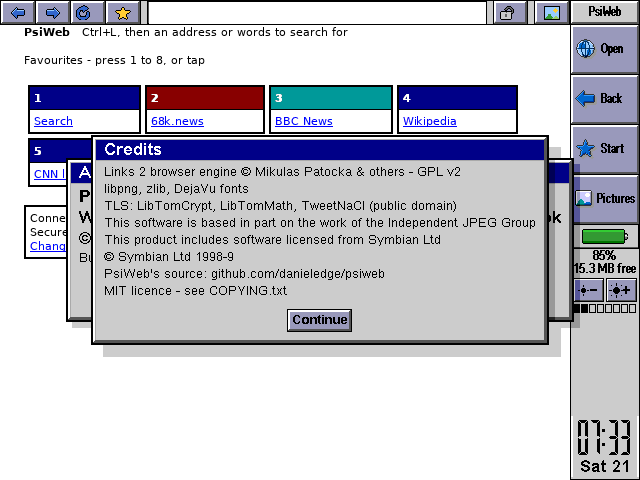 PsiWeb
PsiWeb Ctrl+L, then an address or words to search for
Favourites - press 1 to 8, or tap
1
Search
2
68k.news
3
BBC News
4
Wikipedia
5
CNN
Conne
Secure
Chang
Credits
Links 2 browser engine © Mikulas Patocka & others - GPL v2
libpng, zlib, DejaVu fonts
TLS: LibTomCrypt, LibTomMath, TweetNaCl (public domain)
This software is based in part on the work of the Independent JPEG Group
This product includes software licensed from Symbian Ltd
© Symbian Ltd 1998-9
PsiWeb's source: github.com/danieledge/psiweb
MIT licence - see COPYING.txt
Continue
Open
Back
Start
Pictures
85%
15.3 MB free
07:33
Sat 21